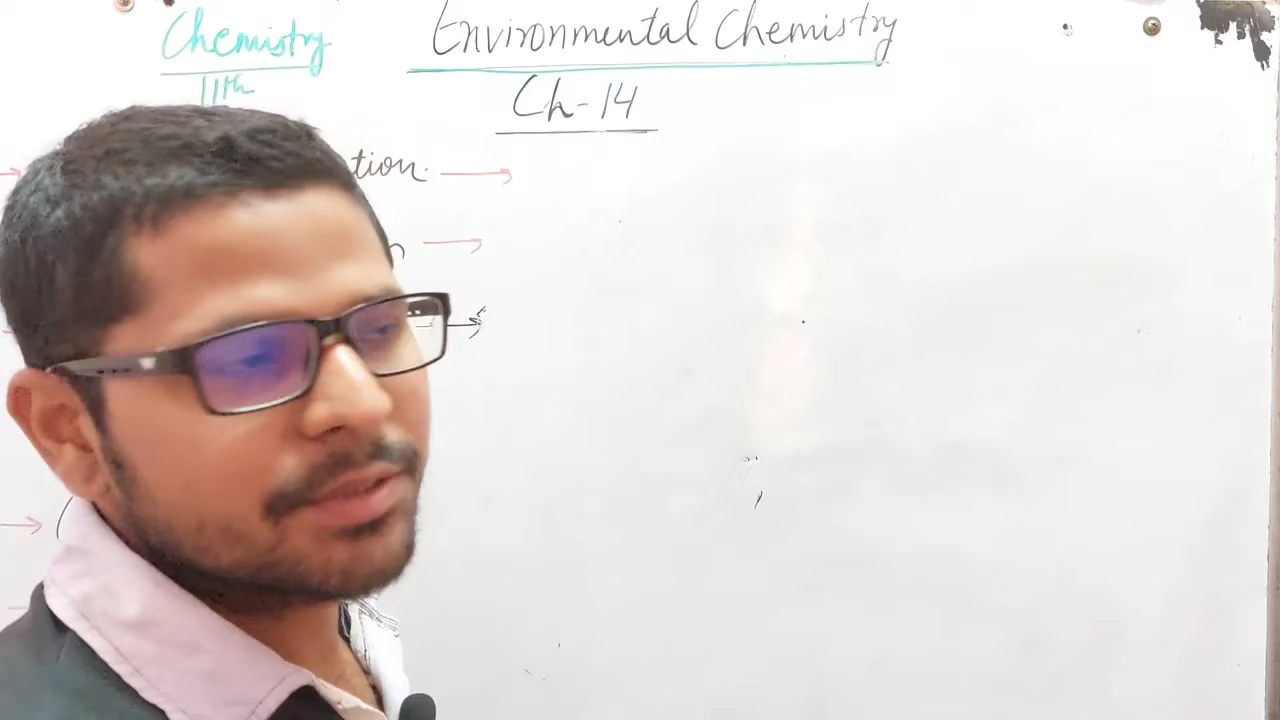 Chemistry
11th
Environmental Chemistry
Ch-14
tion.